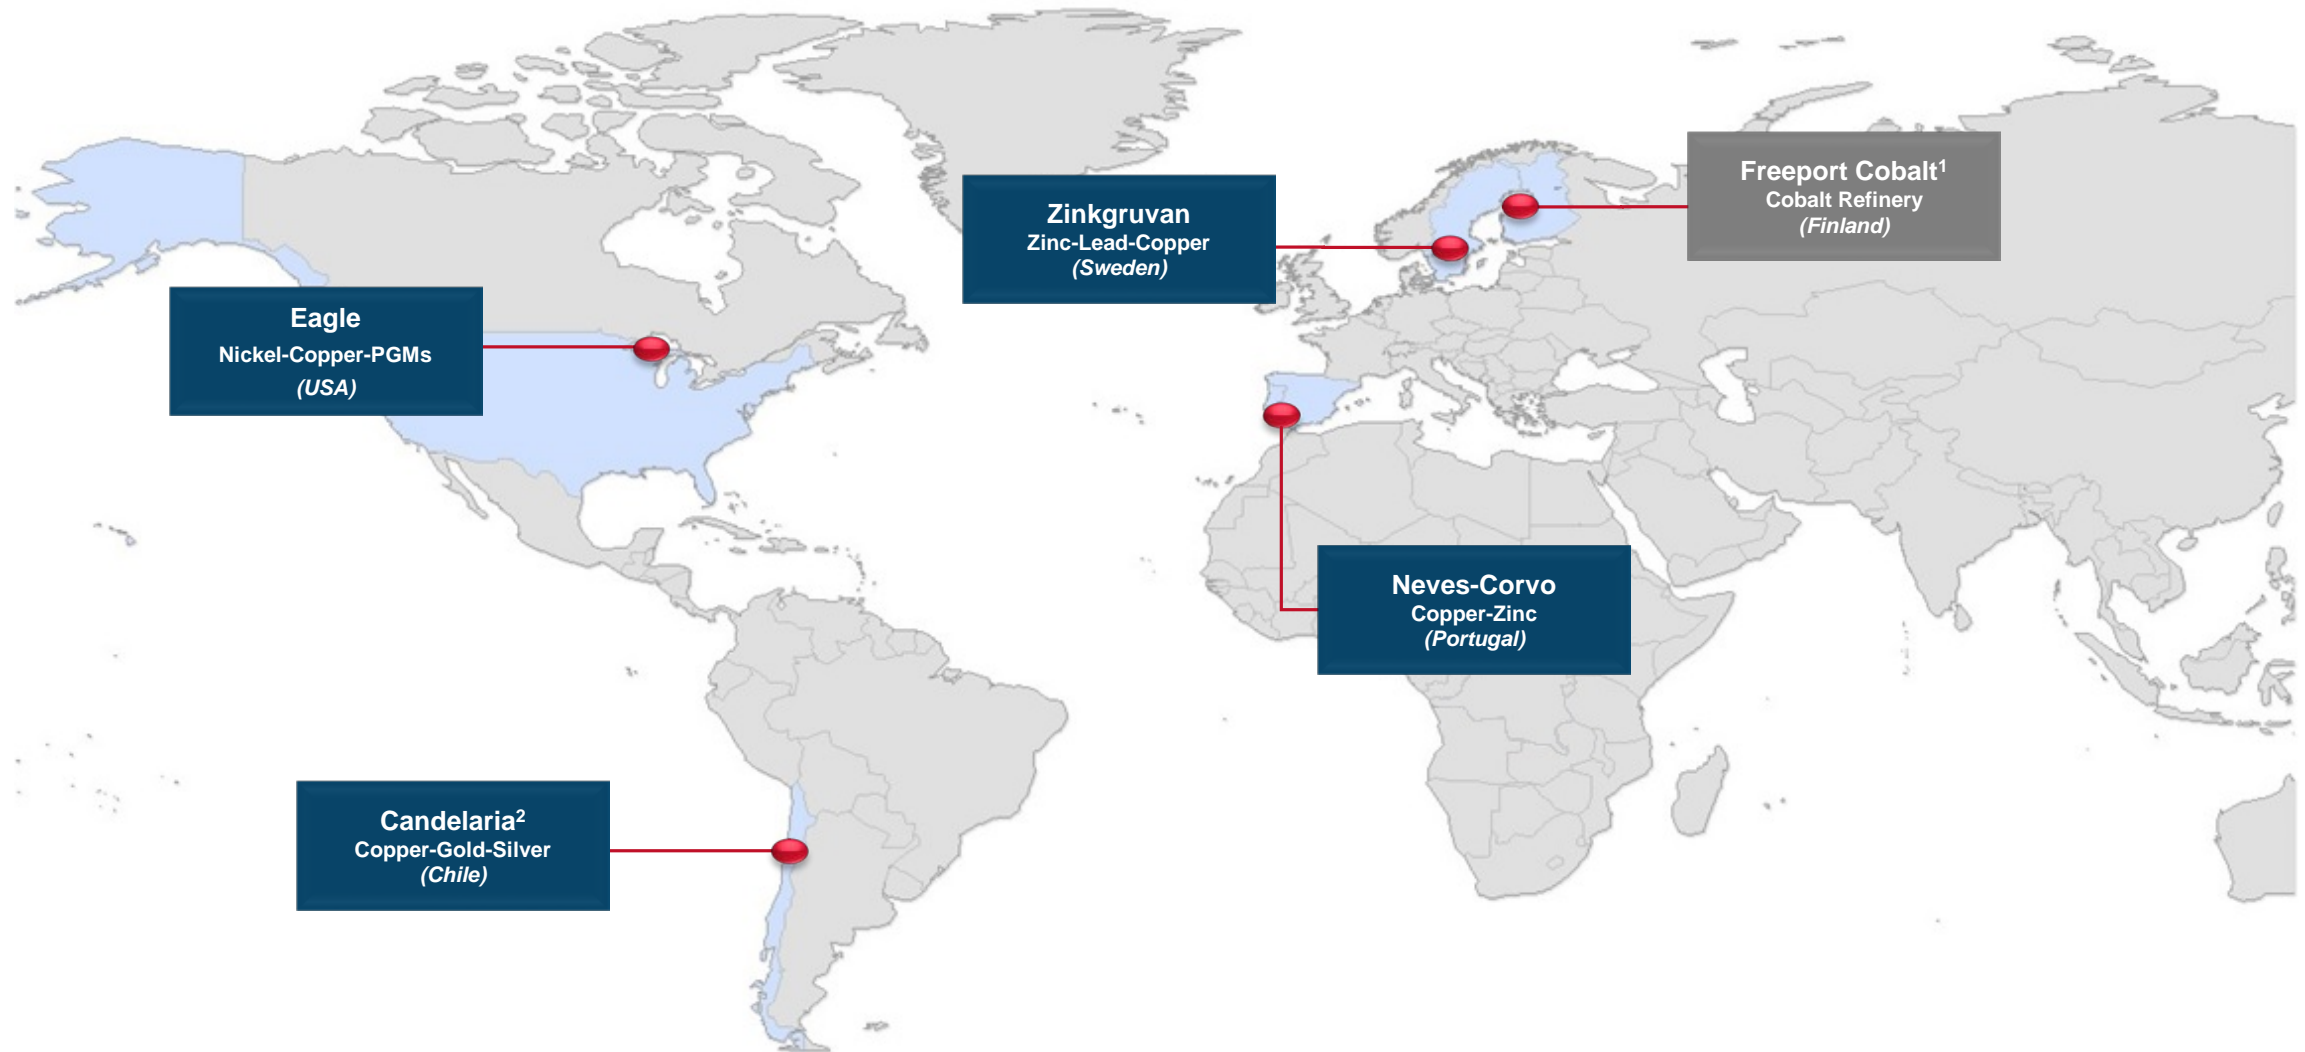 Freeport Cobalt¹
Cobalt Refinery
(Finland)
Zinkgruvan
Zinc-Lead-Copper
(Sweden)
Eagle
Nickel-Copper-PGMs
(USA)
Neves-Corvo
Copper-Zinc
(Portugal)
Candelaria²
Copper-Gold-Silver
(Chile)